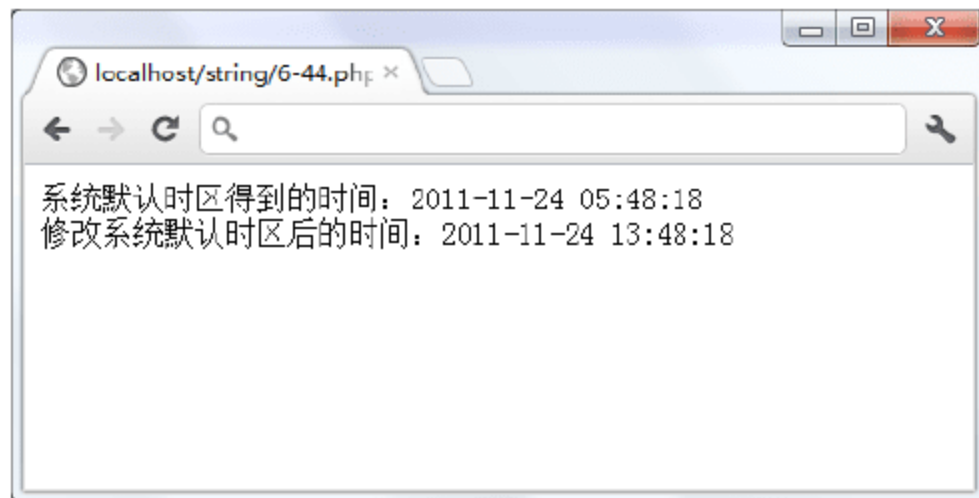 localhost/string/6-44.php
系统默认时区得到的时间：2011-11-24 05:48:18
修改系统默认时区后的时间：2011-11-24 13:48:18